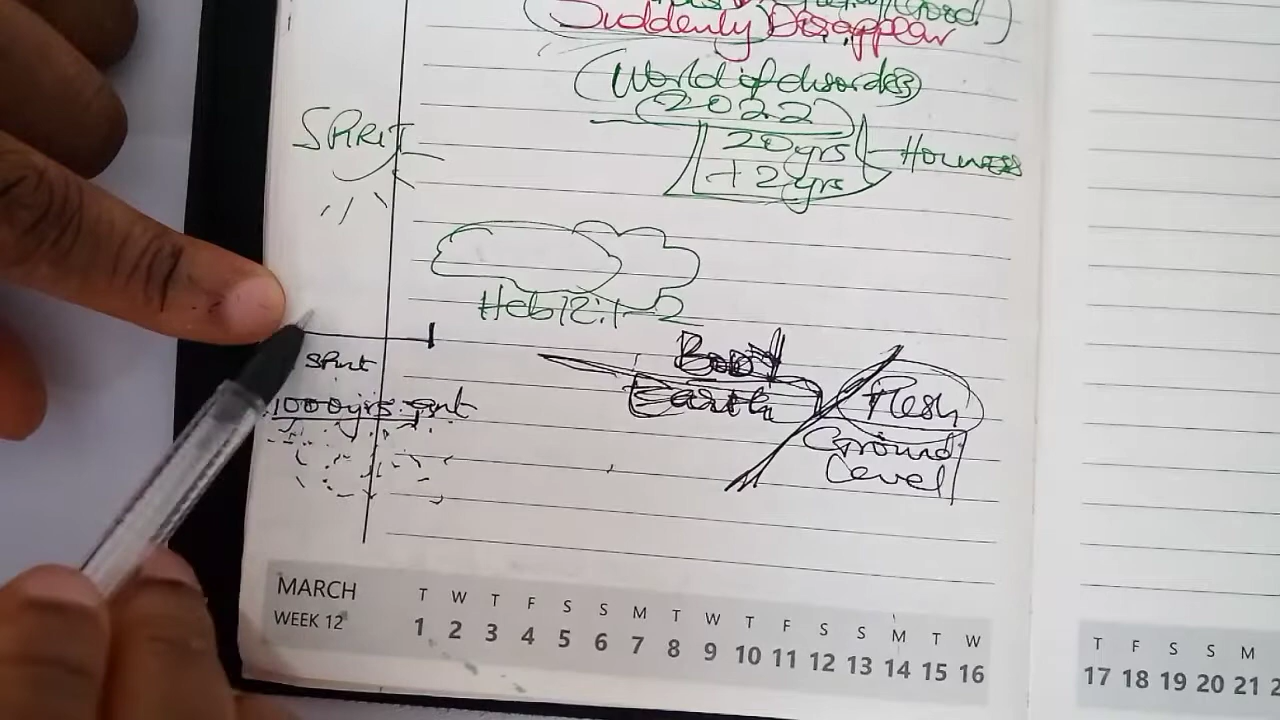 Suddenly Disappear
(World of disorders)
(2022)
20yrs
+2yrs
Holiness
SPIRIT
Heb 12:1-2
Spirit
1000yrs
Earth
Flesh
Ground
Level
MARCH
WEEK 12
T W T F S S M T W T F S S M T W
1 2 3 4 5 6 7 8 9 10 11 12 13 14 15 16
T F S S M
17 18 19 20 21